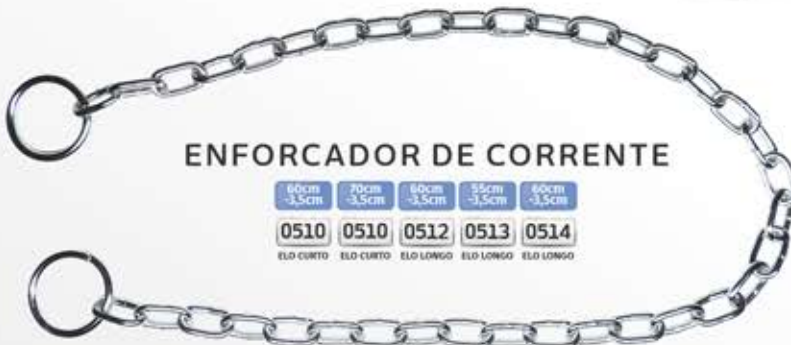 ENFORCADOR DE CORRENTE
60cm 70cm 60cm 55cm 60cm
-3,5cm -3,5cm -3,5cm -3,5cm -3,5cm
0510 0510 0512 0513 0514
ELO CURTO ELO CURTO ELO LONGO ELO LONGO ELO LONGO